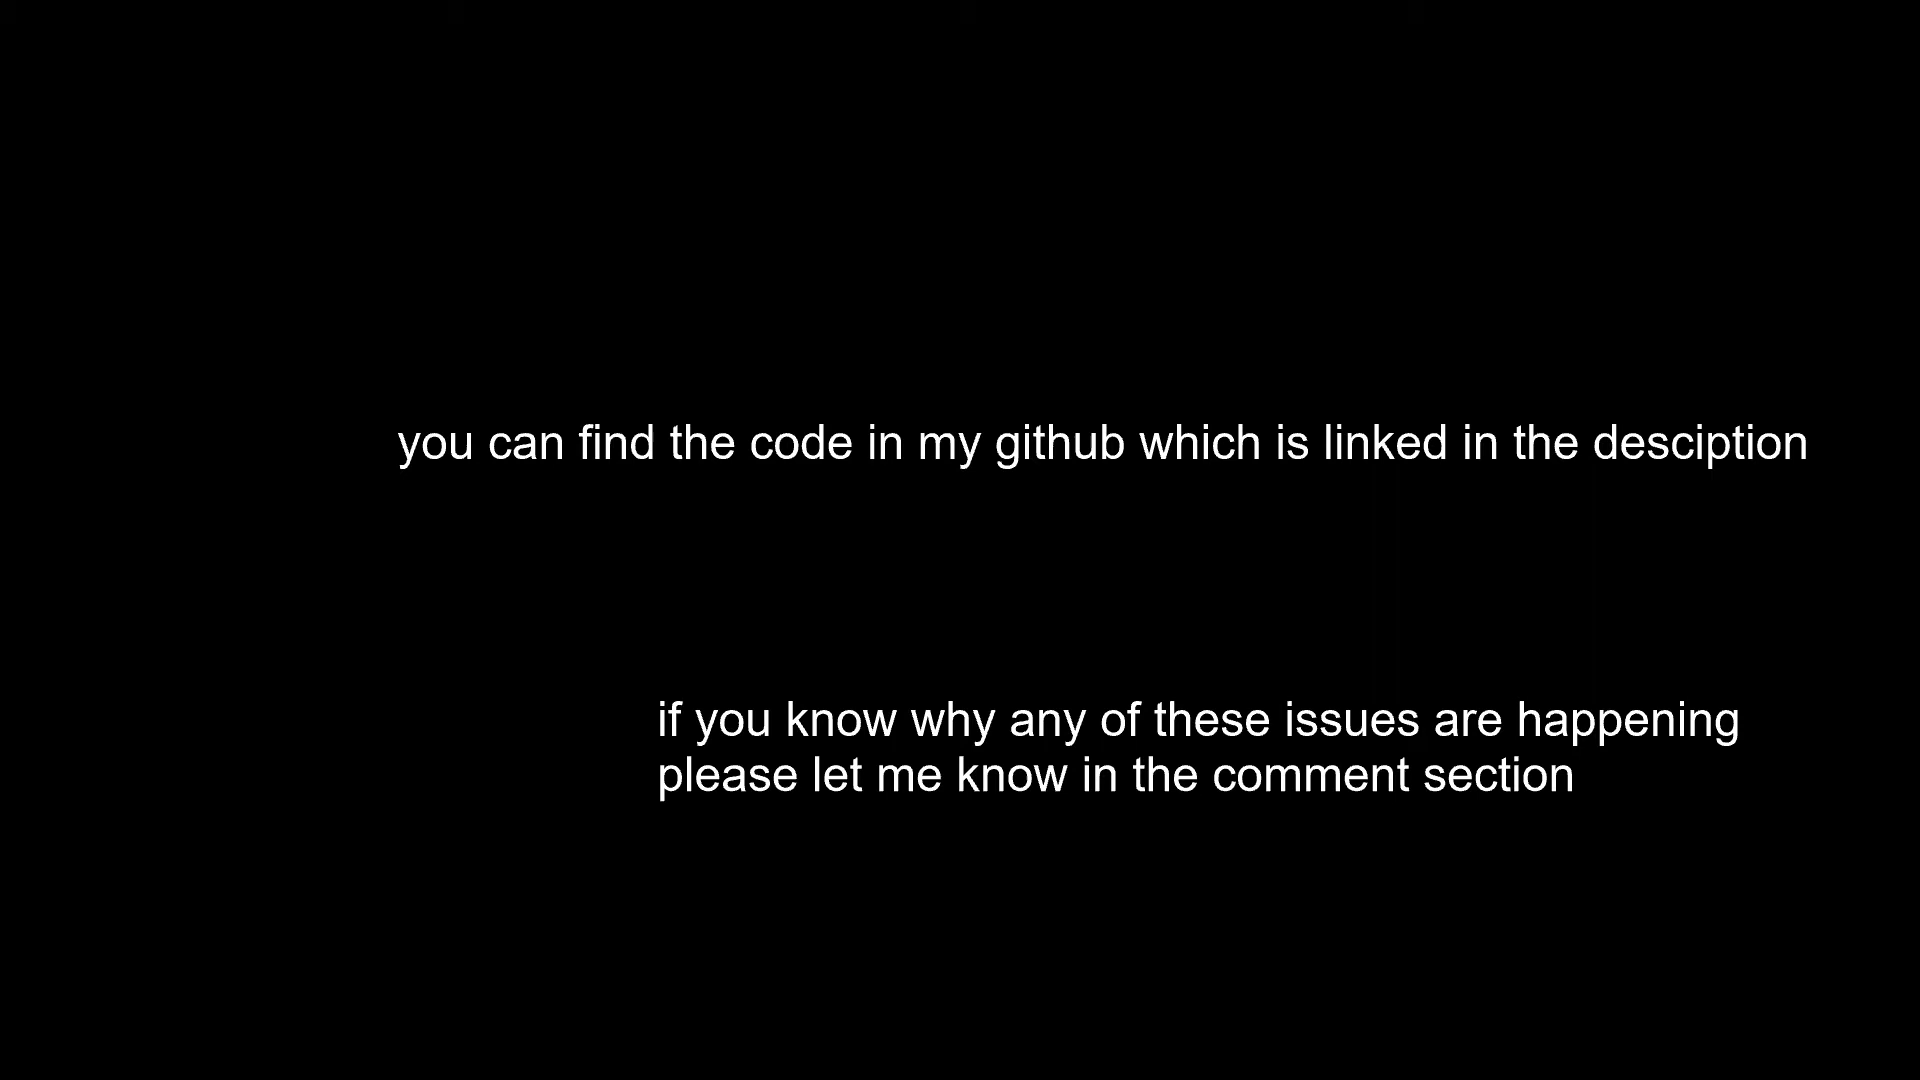 you can find the code in my github which is linked in the desciption
if you know why any of these issues are happening
please let me know in the comment section